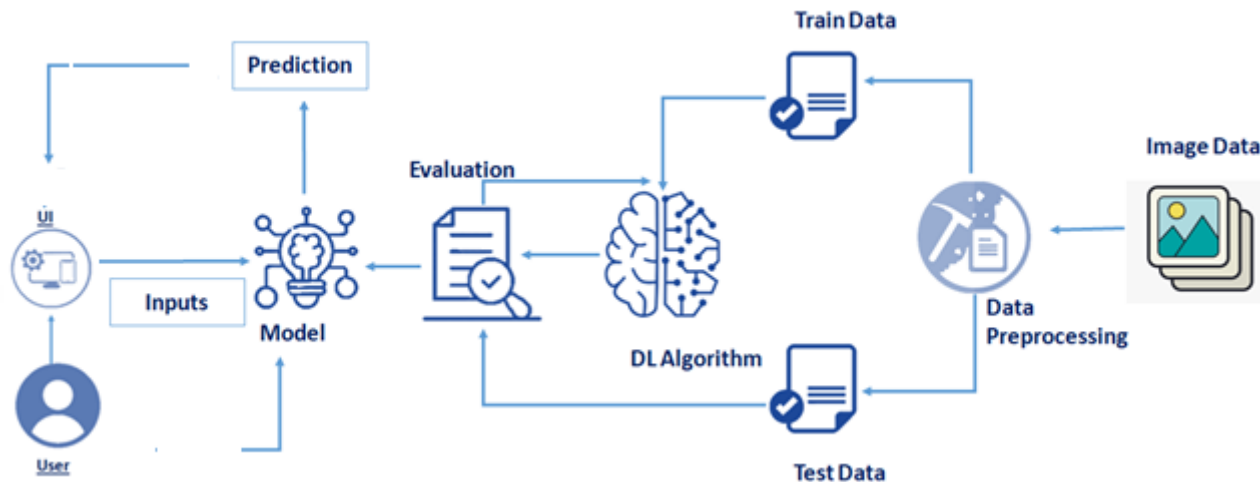 Train Data
Prediction
Image Data
Evaluation
UI
Inputs
Model
Data
Preprocessing
DL Algorithm
User
Test Data